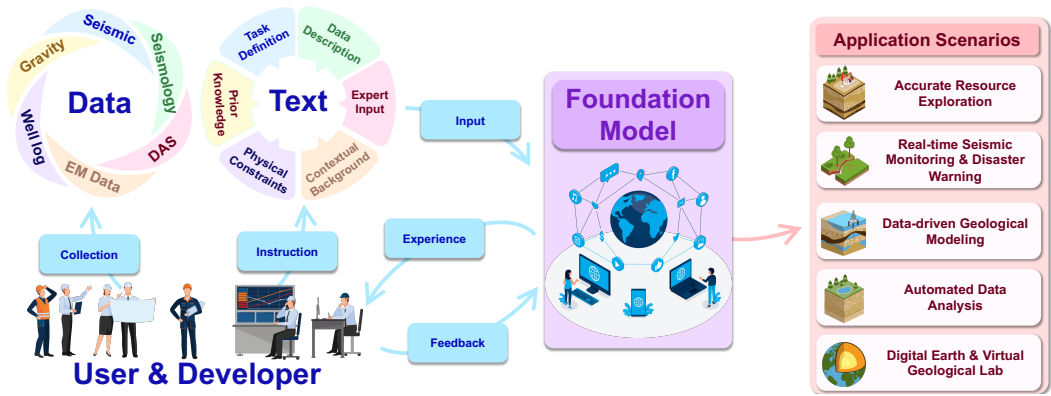 Seismic
Seismology
DAS
EM Data
Well log
Gravity
Data
Task
Definition
Data
Description
Expert
Input
Contextual
Background
Physical
Constraints
Prior
Knowledge
Text
Input
Collection
Instruction
Experience
Feedback
User & Developer
Foundation
Model
Application Scenarios
Accurate Resource
Exploration
Real-time Seismic
Monitoring & Disaster
Warning
Data-driven Geological
Modeling
Automated Data
Analysis
Digital Earth & Virtual
Geological Lab